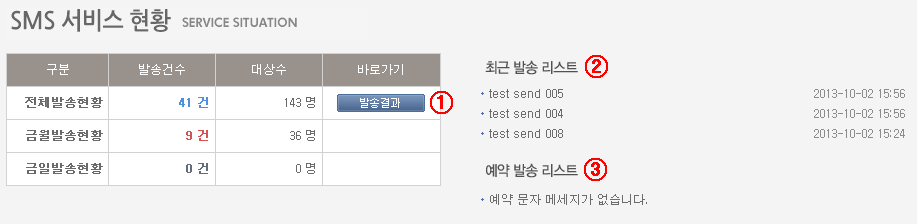 SMS 서비스 현황 SERVICE SITUATION
구분 발송건수 대상수 바로가기
전체발송현황 41 건 143 명 발송결과 ①
금월발송현황 9 건 36 명
금일발송현황 0 건 0 명
최근 발송 리스트 ②
• test send 005 2013-10-02 15:56
• test send 004 2013-10-02 15:56
• test send 008 2013-10-02 15:24
예약 발송 리스트 ③
• 예약 문자 메세지가 없습니다.